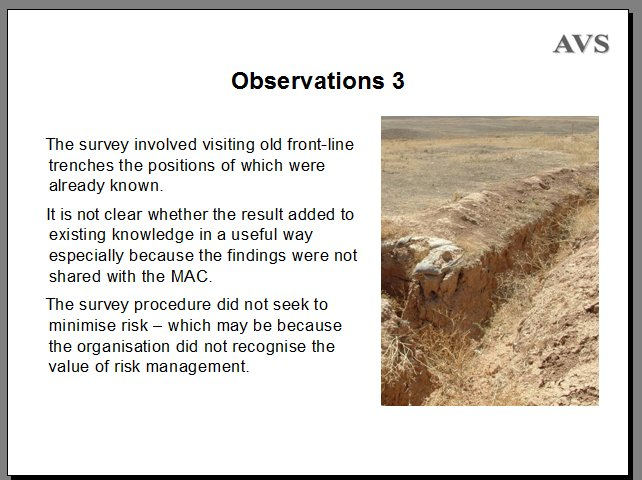 AVS
Observations 3
The survey involved visiting old front-line
trenches the positions of which were
already known.
It is not clear whether the result added to
existing knowledge in a useful way
especially because the findings were not
shared with the MAC.
The survey procedure did not seek to
minimise risk – which may be because
the organisation did not recognise the
value of risk management.